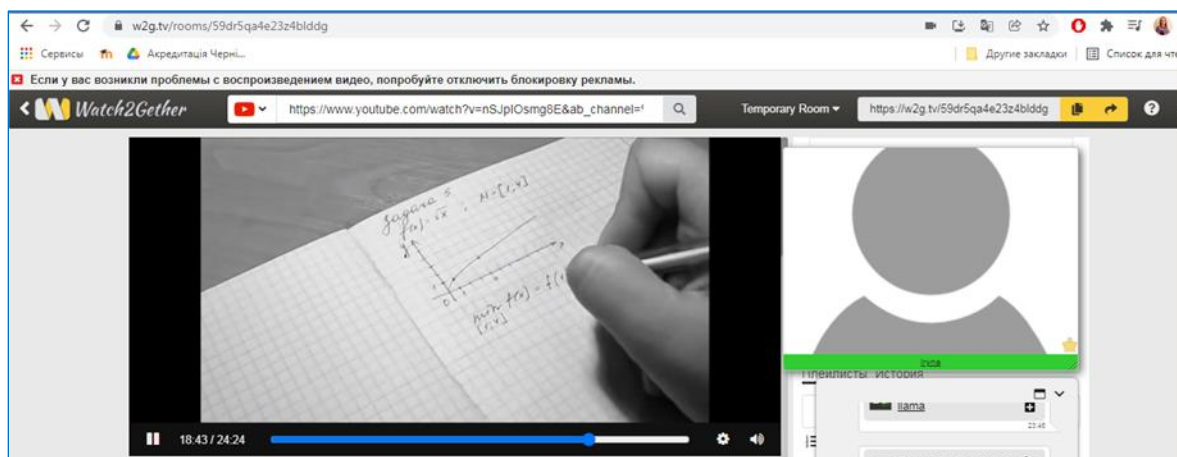 w2g.tv/rooms/59dr5qa4e23z4blddg
Сервисы Акредитація Черні...
Другие закладки Список для чте
Если у вас возникли проблемы с воспроизведением видео, попробуйте отключить блокировку рекламы.
Watch2Gether https://www.youtube.com/watch?v=nSJplOsmg8E&ab_channel=' Temporary Room https://w2g.tv/59dr5qa4e23z4blddg ?
Задача 5
f(x)=√x ; M=[1,4]
y
x
0 1
min f(x) = f(1
[1,4]
Плейлисты История
llama
23:46
18:43 / 24:24